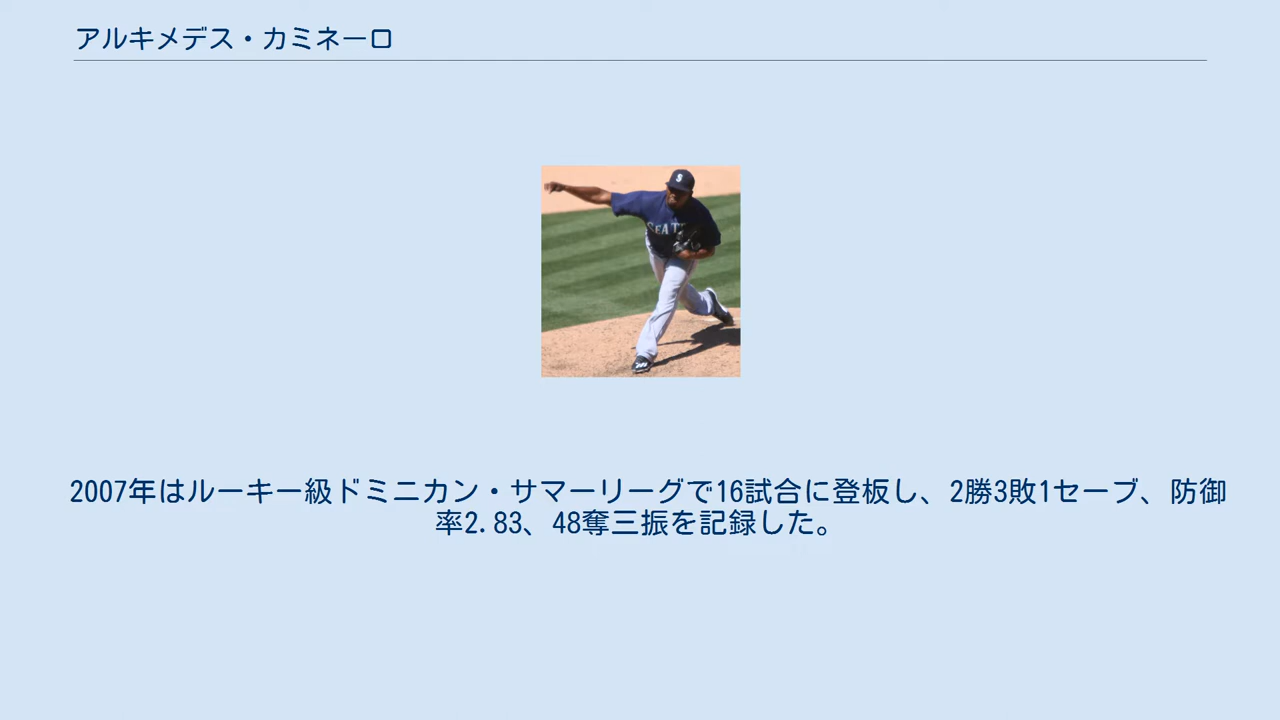 アルキメデス・カミネーロ
SEATT
2007年はルーキー級ドミニカン・サマーリーグで16試合に登板し、2勝3敗1セーブ、防御
率2.83、48奪三振を記録した。